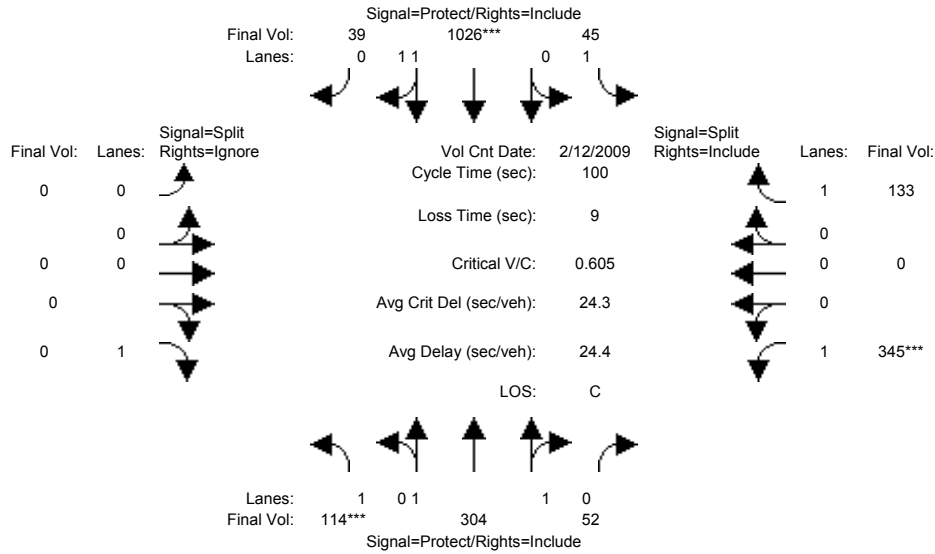 Signal=Protect/Rights=Include
Final Vol: 39 1026*** 45
Lanes: 0 1 1 0 1
Signal=Split
Rights=Ignore
Signal=Split
Rights=Include
Final Vol: Lanes: Vol Cnt Date: 2/12/2009 Lanes: Final Vol:
Cycle Time (sec): 100
0 0 1 133
Loss Time (sec): 9
0 0
0 0 Critical V/C: 0.605 0 0
0 Avg Crit Del (sec/veh): 24.3 0
0 1 Avg Delay (sec/veh): 24.4 1 345***
LOS: C
Lanes: 1 0 1 1 0
Final Vol: 114*** 304 52
Signal=Protect/Rights=Include